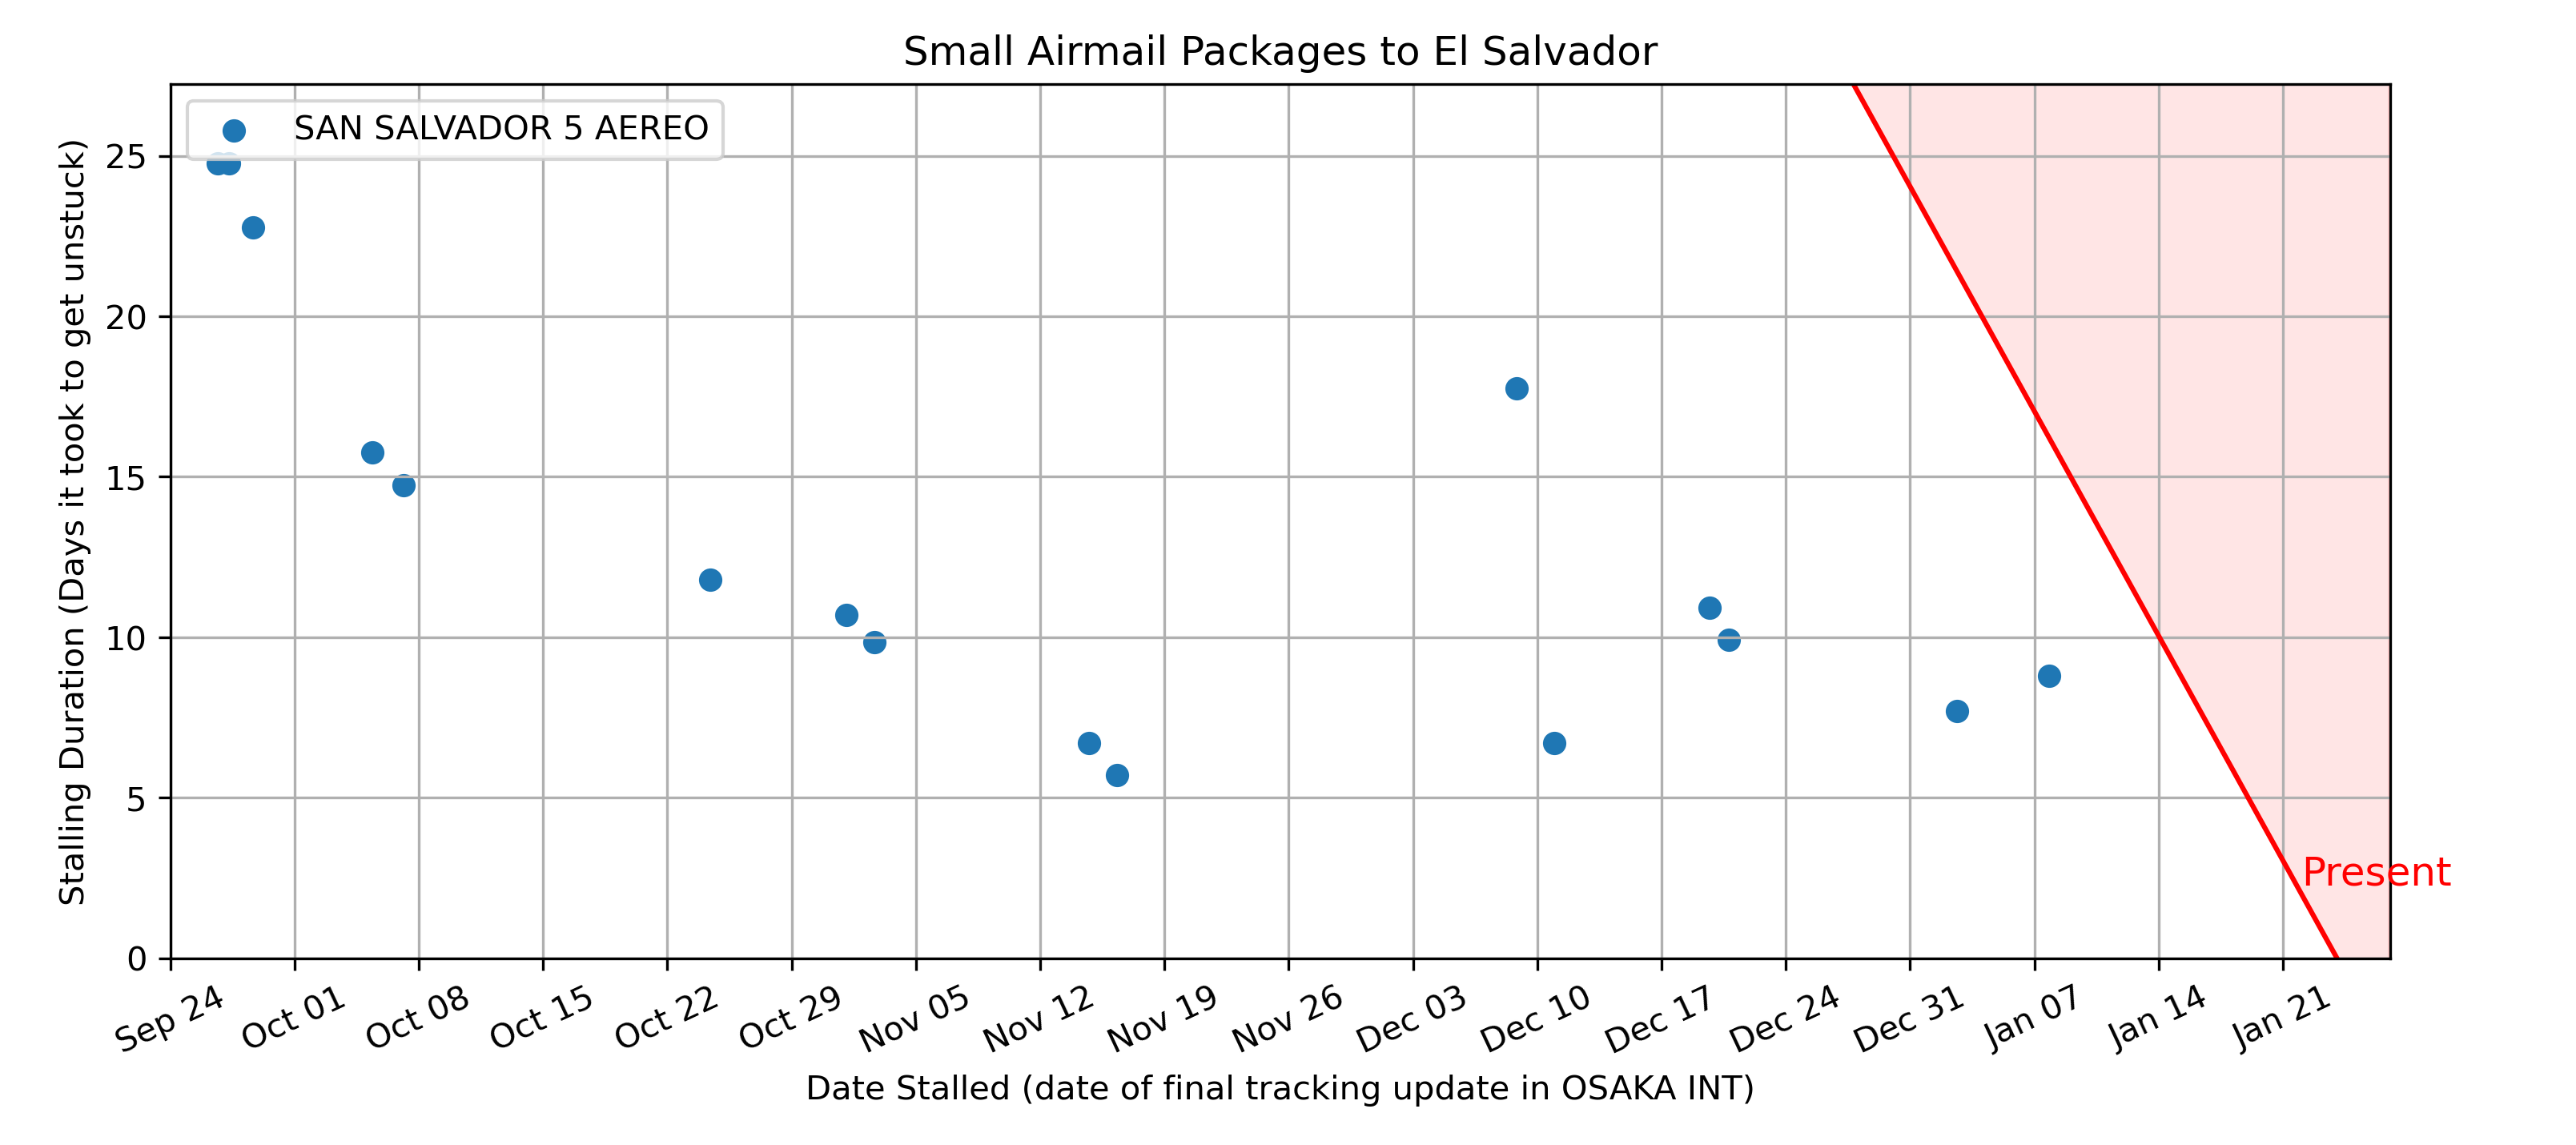 Small Airmail Packages to El Salvador
SAN SALVADOR 5 AEREO
Stalling Duration (Days it took to get unstuck)
25
20
15
10
5
0
Present
Sep 24
Oct 01
Oct 08
Oct 15
Oct 22
Oct 29
Nov 05
Nov 12
Nov 19
Nov 26
Dec 03
Dec 10
Dec 17
Dec 24
Dec 31
Jan 07
Jan 14
Jan 21
Date Stalled (date of final tracking update in OSAKA INT)